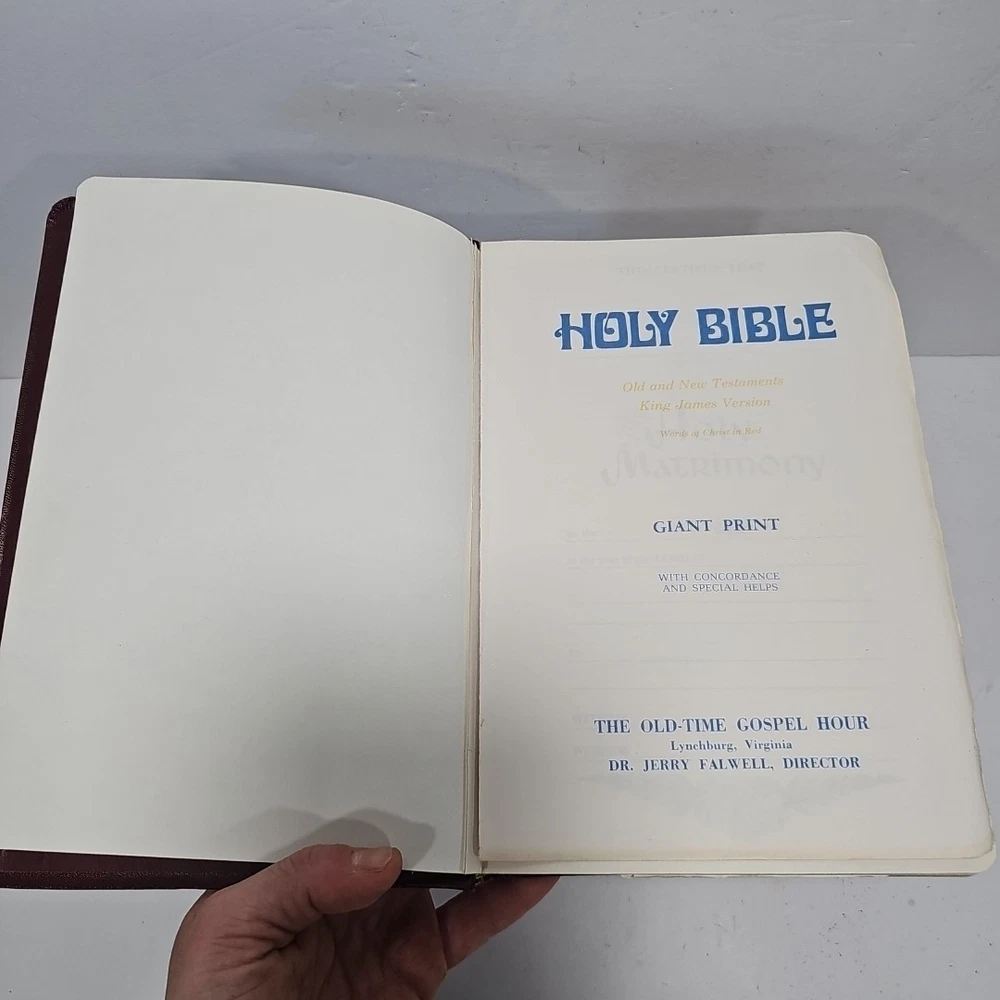 HOLY BIBLE
Old and New Testaments
King James Version
Words of Christ in Red
Matrimony
GIANT PRINT
WITH CONCORDANCE
AND SPECIAL HELPS
THE OLD-TIME GOSPEL HOUR
Lynchburg, Virginia
DR. JERRY FALWELL, DIRECTOR